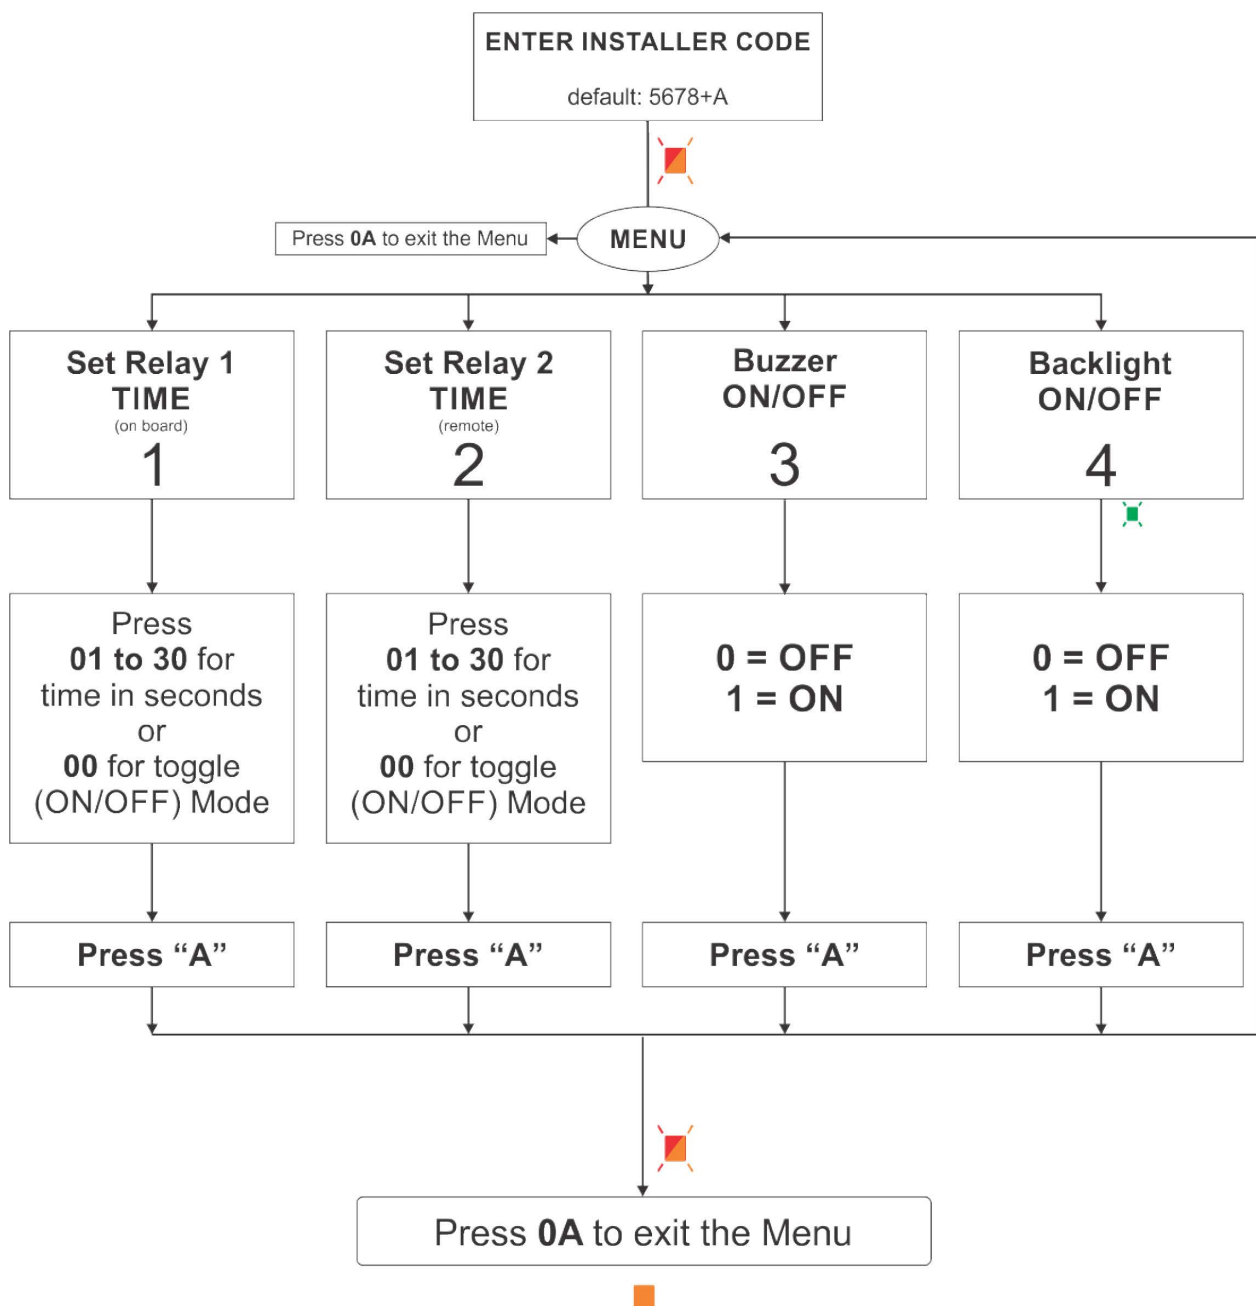 ENTER INSTALLER CODE
default: 5678+A
Press 0A to exit the Menu
MENU
Set Relay 1
TIME
(on board)
1
Set Relay 2
TIME
(remote)
2
Buzzer
ON/OFF
3
Backlight
ON/OFF
4
Press
01 to 30 for
time in seconds
or
00 for toggle
(ON/OFF) Mode
Press
01 to 30 for
time in seconds
or
00 for toggle
(ON/OFF) Mode
0 = OFF
1 = ON
0 = OFF
1 = ON
Press “A”
Press “A”
Press “A”
Press “A”
Press 0A to exit the Menu